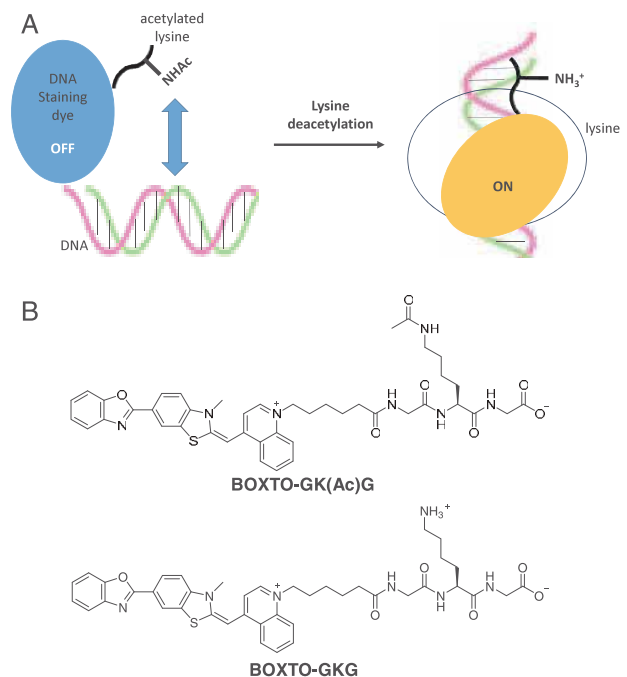 A
acetylated
lysine
NHAc
DNA
Staining
dye
OFF
DNA
Lysine
deacetylation
NH3+
lysine
ON
B
O
HN
O
N
S
N
N+
O
H
N
O
N
H
O
H
N
O
O−
BOXTO-GK(Ac)G
NH3+
O
N
S
N
N+
O
H
N
O
N
H
O
H
N
O
O−
BOXTO-GKG